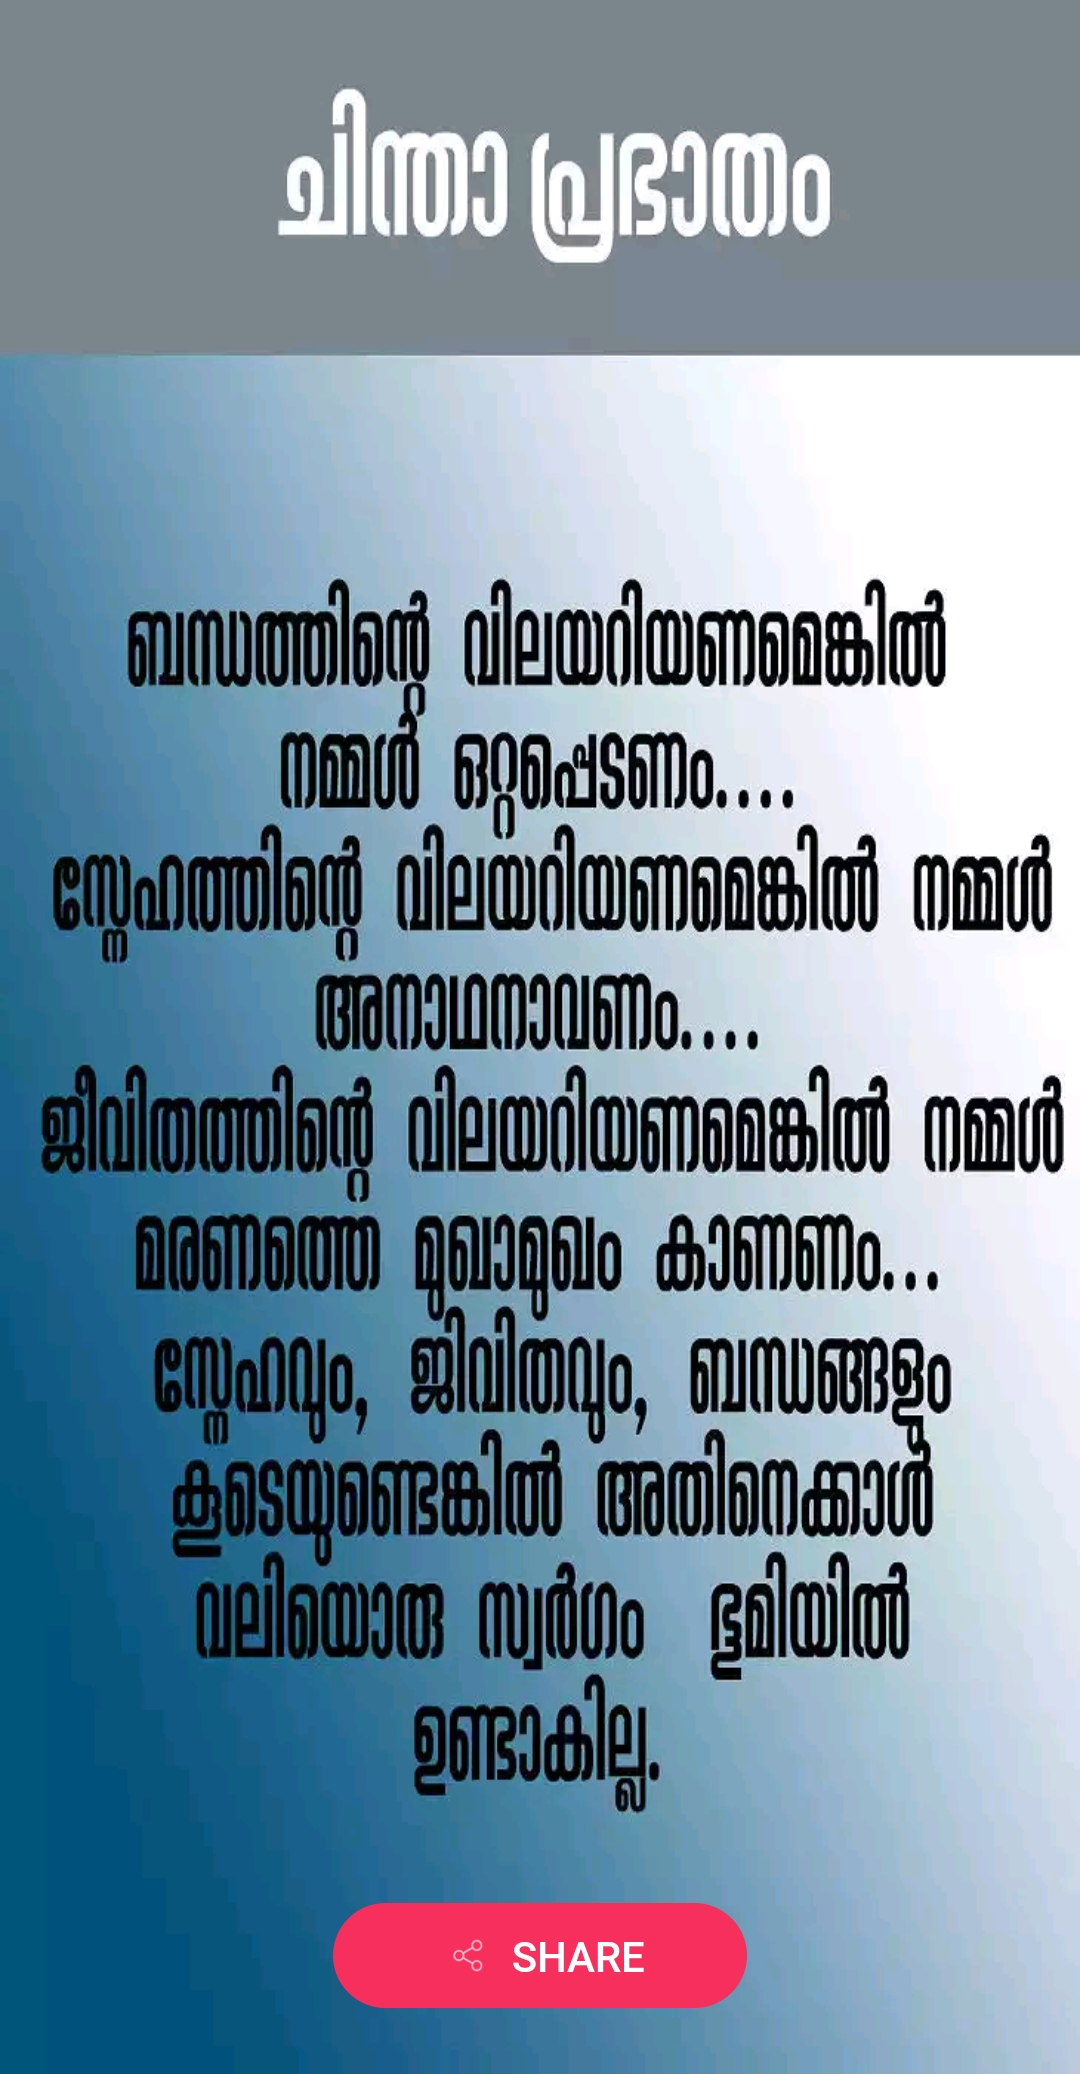 ചിന്താ പ്രഭാതം
ബന്ധത്തിന്റെ വിലയറിയണമെങ്കിൽ
നമ്മൾ ഒറ്റപ്പെടണം....
സ്നേഹത്തിന്റെ വിലയറിയണമെങ്കിൽ നമ്മൾ
അനാഥനാവണം....
ജീവിതത്തിന്റെ വിലയറിയണമെങ്കിൽ നമ്മൾ
മരണത്തെ മുഖാമുഖം കാണണം...
സ്നേഹവും, ജിവിതവും, ബന്ധങ്ങളും
കൂടെയുണ്ടെങ്കിൽ അതിനെക്കാൾ
വലിയൊരു സ്വർഗം ഭൂമിയിൽ
ഉണ്ടാകില്ല.
SHARE